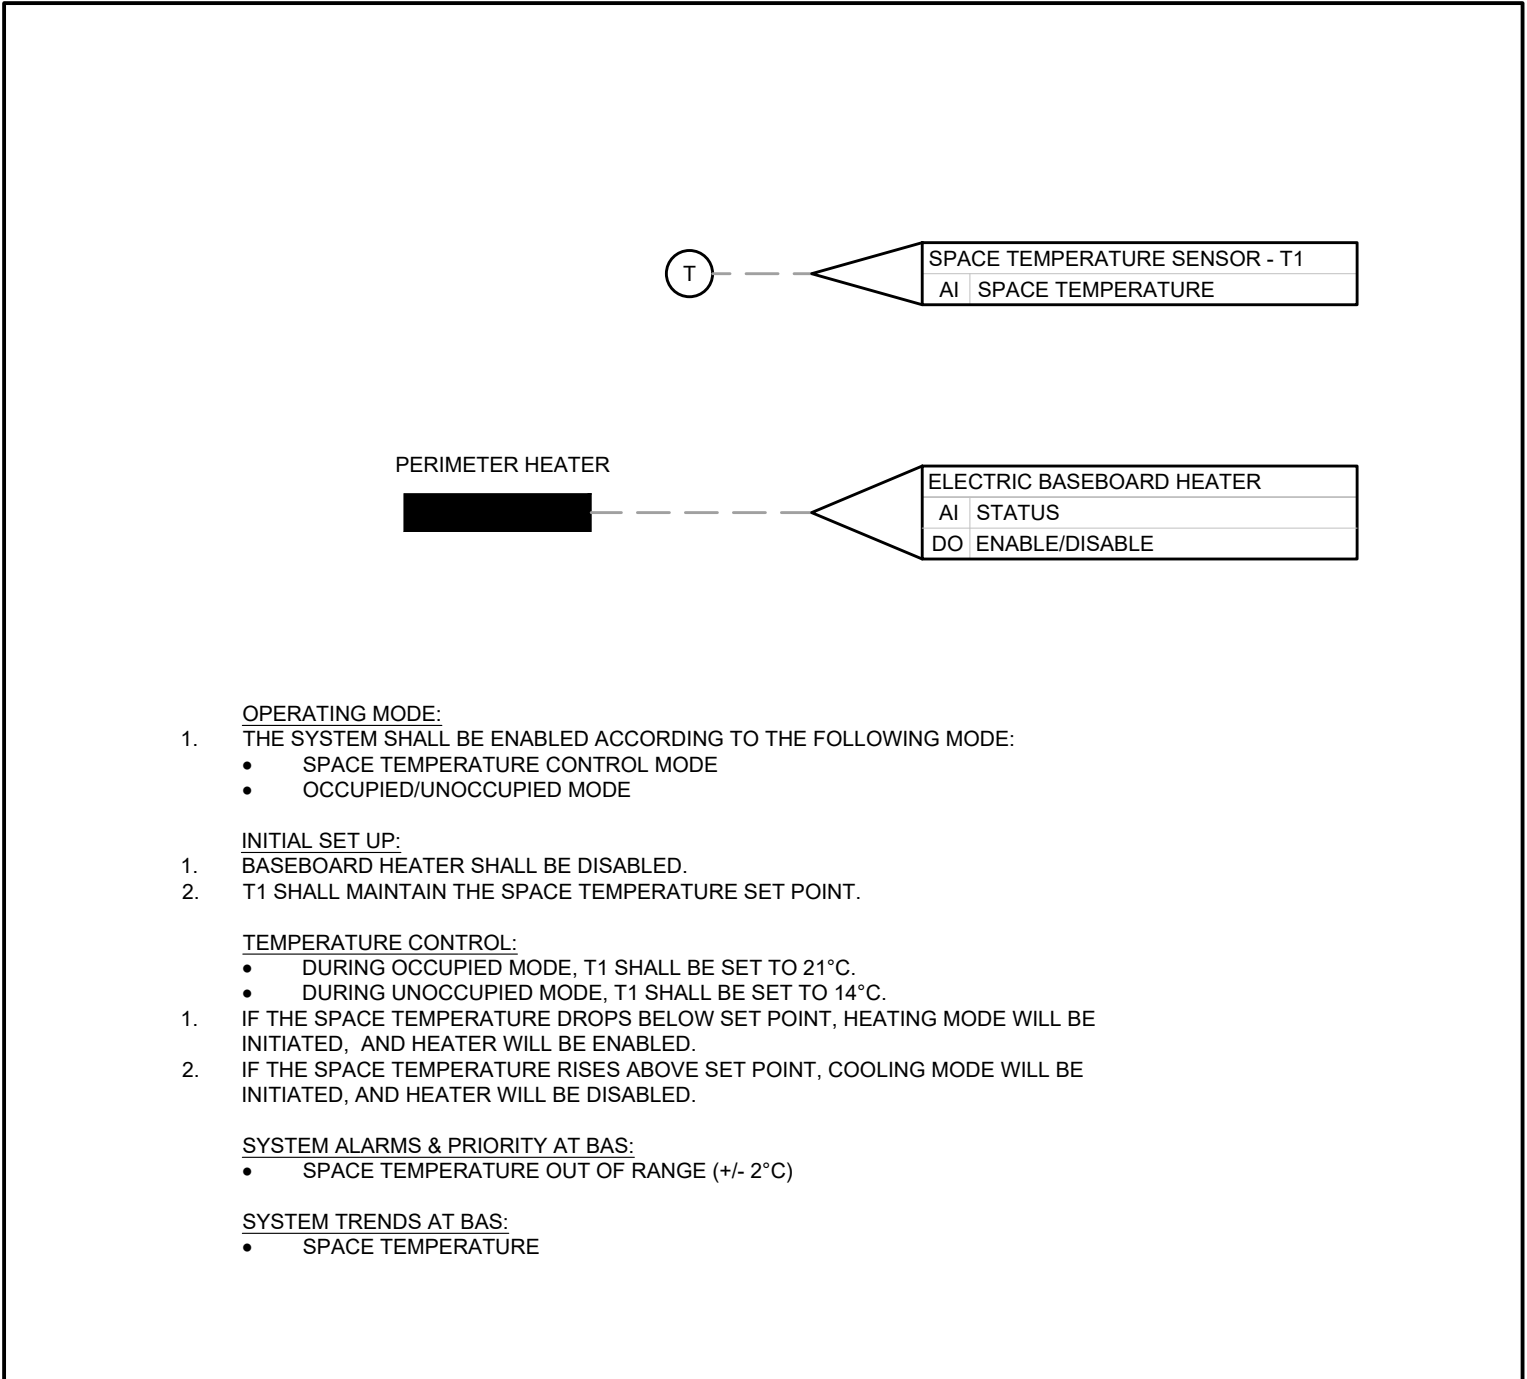 T
SPACE TEMPERATURE SENSOR - T1
AI SPACE TEMPERATURE
PERIMETER HEATER
ELECTRIC BASEBOARD HEATER
AI STATUS
DO ENABLE/DISABLE
OPERATING MODE:
1. THE SYSTEM SHALL BE ENABLED ACCORDING TO THE FOLLOWING MODE:
• SPACE TEMPERATURE CONTROL MODE
• OCCUPIED/UNOCCUPIED MODE
INITIAL SET UP:
1. BASEBOARD HEATER SHALL BE DISABLED.
2. T1 SHALL MAINTAIN THE SPACE TEMPERATURE SET POINT.
TEMPERATURE CONTROL:
• DURING OCCUPIED MODE, T1 SHALL BE SET TO 21°C.
• DURING UNOCCUPIED MODE, T1 SHALL BE SET TO 14°C.
1. IF THE SPACE TEMPERATURE DROPS BELOW SET POINT, HEATING MODE WILL BE
INITIATED, AND HEATER WILL BE ENABLED.
2. IF THE SPACE TEMPERATURE RISES ABOVE SET POINT, COOLING MODE WILL BE
INITIATED, AND HEATER WILL BE DISABLED.
SYSTEM ALARMS & PRIORITY AT BAS:
• SPACE TEMPERATURE OUT OF RANGE (+/- 2°C)
SYSTEM TRENDS AT BAS:
• SPACE TEMPERATURE